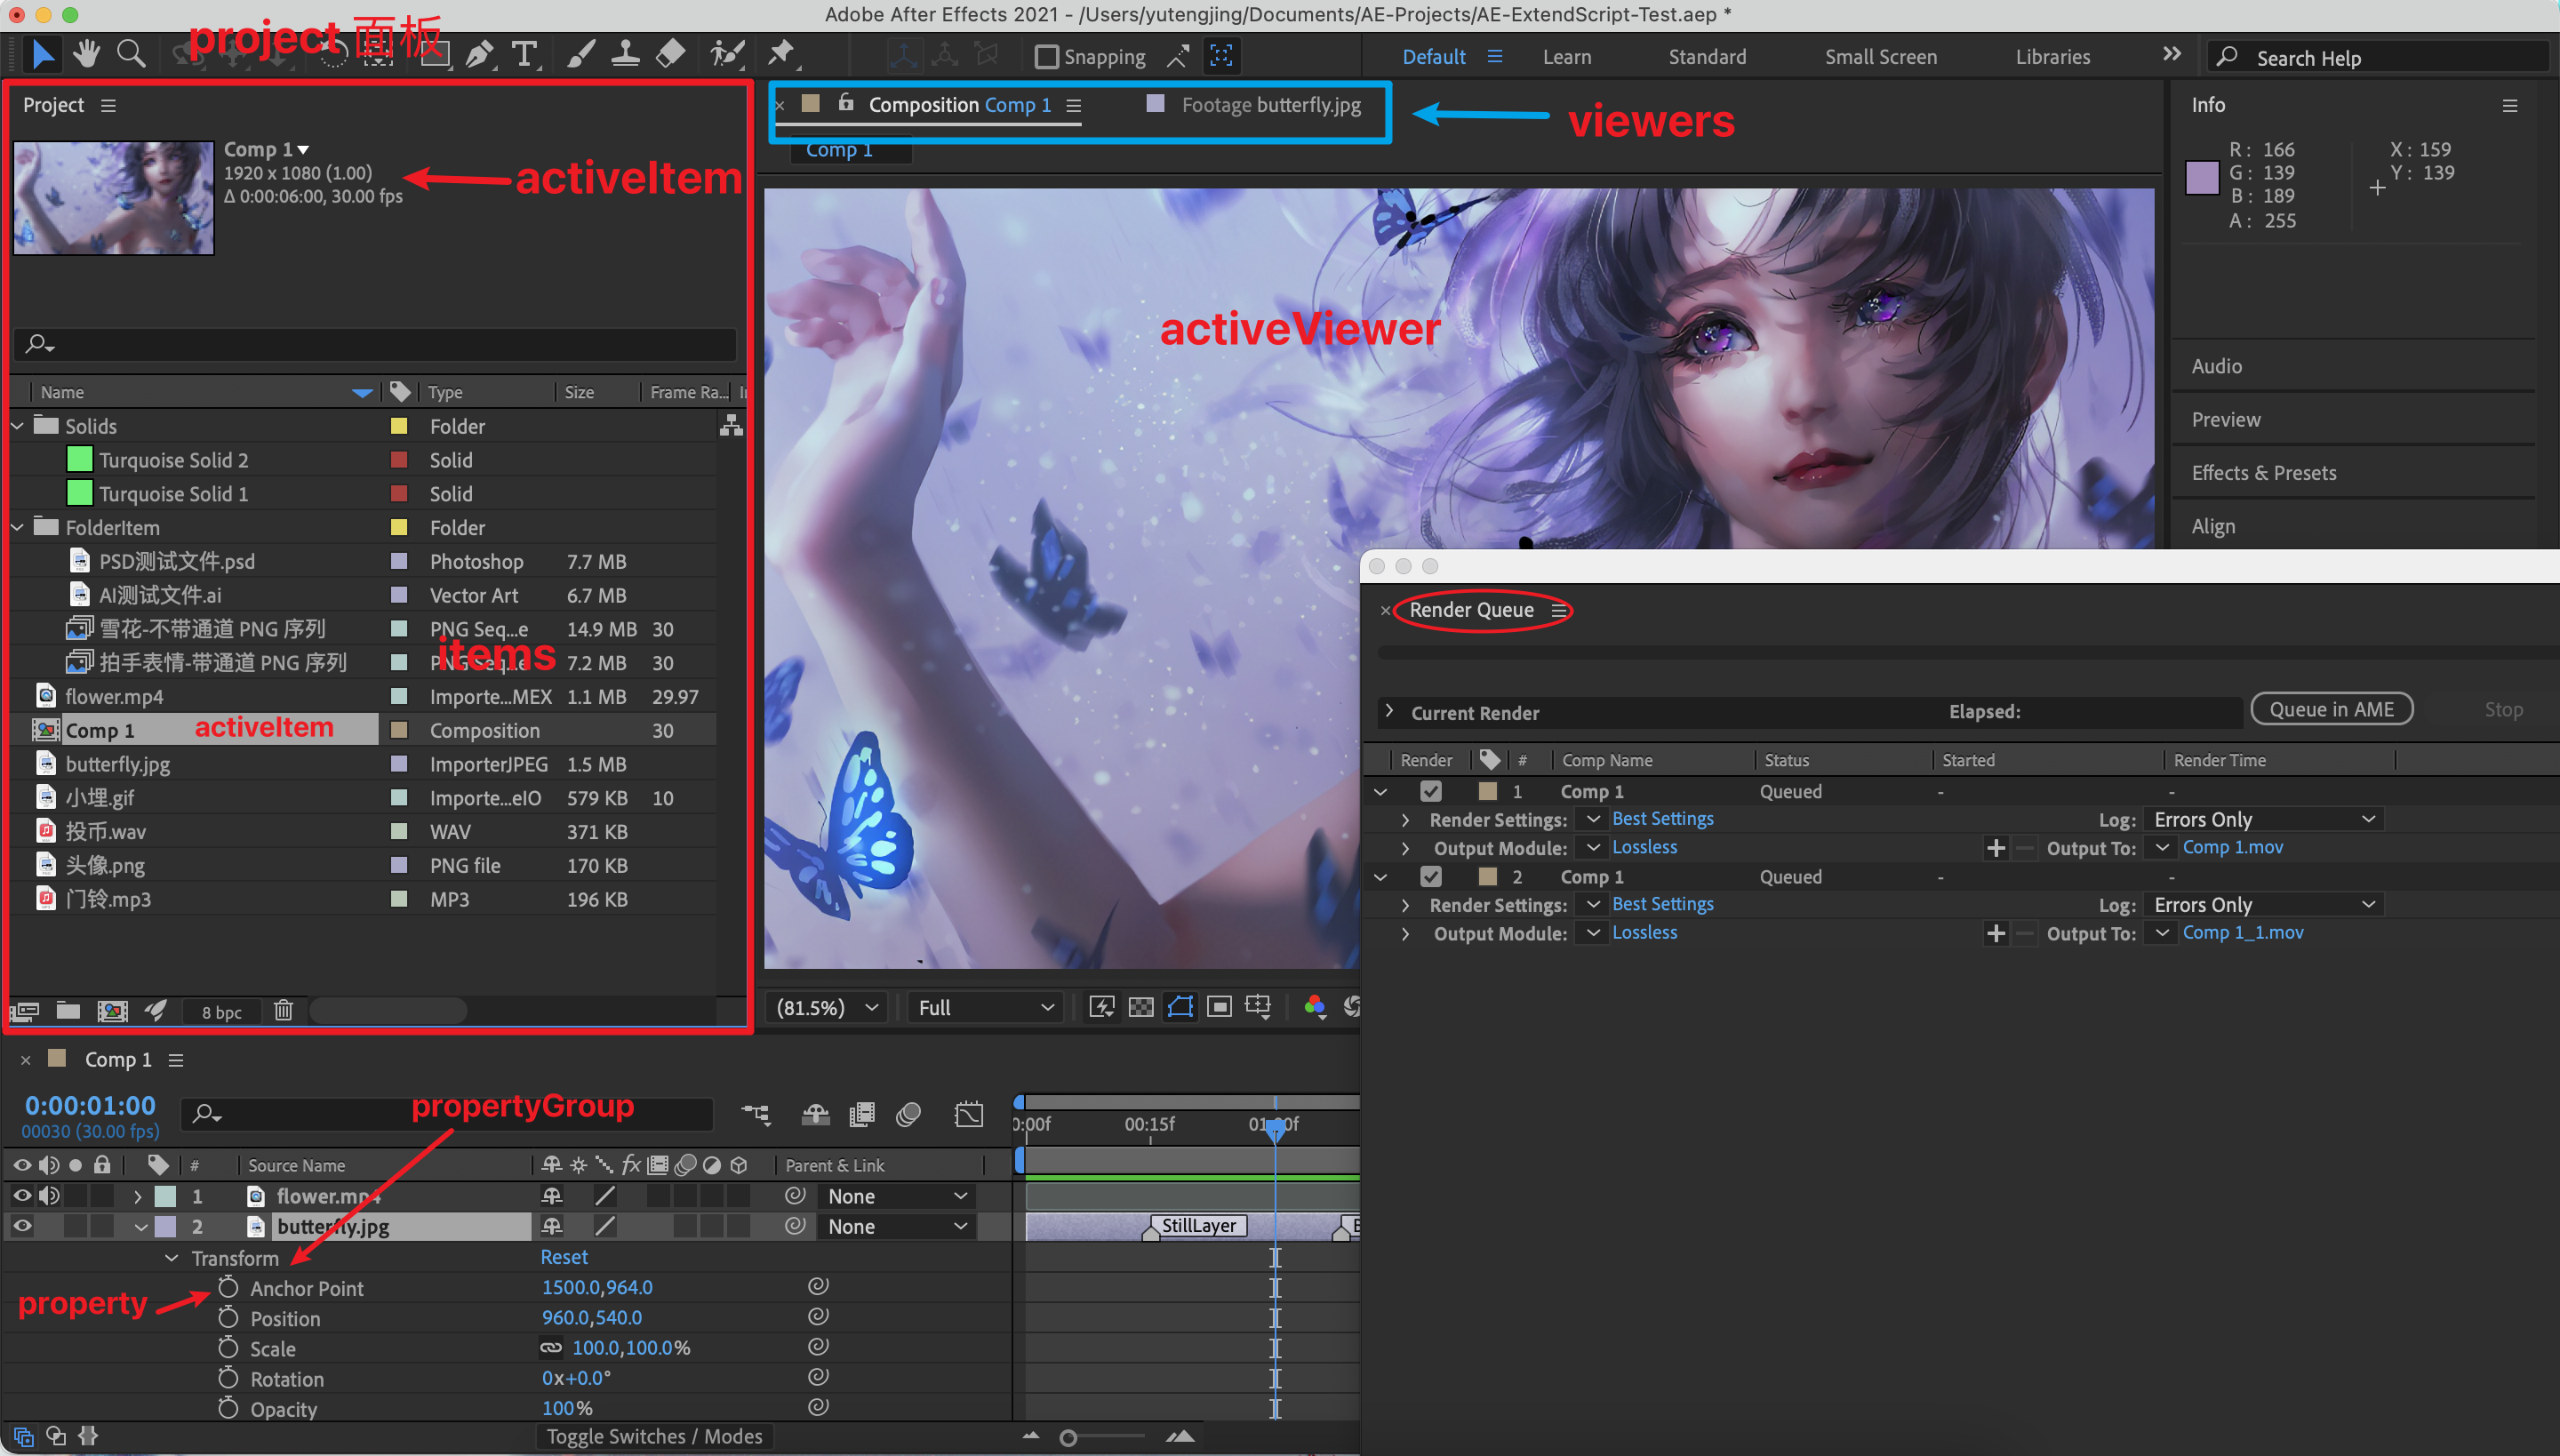 Adobe After Effects 2021 - /Users/yutengjing/Documents/AE-Projects/AE-ExtendScript-Test.aep *
project 面板
Snapping
Default
Learn
Standard
Small Screen
Libraries
Search Help
Project
Comp 1
1920 x 1080 (1.00)
Δ 0:00:06:00, 30.00 fps
activeItem
Composition Comp 1
Footage butterfly.jpg
viewers
Comp 1
activeViewer
Info
R: 166
G: 139
B: 189
A: 255
X: 159
Y: 139
Audio
Preview
Effects & Presets
Align
Name Type Size Frame Ra...
Solids Folder
Turquoise Solid 2 Solid
Turquoise Solid 1 Solid
FolderItem Folder
PSD测试文件.psd Photoshop 7.7 MB
AI测试文件.ai Vector Art 6.7 MB
雪花-不带通道 PNG 序列 PNG Seq...e 14.9 MB 30
拍手表情-带通道 PNG 序列 PNG Seq...e 7.2 MB 30
items
flower.mp4 Importe...MEX 1.1 MB 29.97
Comp 1 activeItem Composition 30
butterfly.jpg ImporterJPEG 1.5 MB
小埋.gif Importe...eIO 579 KB 10
投币.wav WAV 371 KB
头像.png PNG file 170 KB
门铃.mp3 MP3 196 KB
8 bpc
(81.5%) Full
Render Queue
Current Render Elapsed: Queue in AME Stop
Render # Comp Name Status Started Render Time
1 Comp 1 Queued - -
Render Settings: Best Settings Log: Errors Only
Output Module: Lossless + Output To: Comp 1.mov
2 Comp 1 Queued - -
Render Settings: Best Settings Log: Errors Only
Output Module: Lossless + Output To: Comp 1_1.mov
Comp 1
0:00:01:00
00030 (30.00 fps)
propertyGroup
00:15f
# Source Name fx Parent & Link
1 flower.mp4 None
2 butterfly.jpg None
StillLayer
Transform Reset
property
Anchor Point 1500.0,964.0
Position 960.0,540.0
Scale 100.0,100.0%
Rotation 0x+0.0°
Opacity 100%
Toggle Switches / Modes